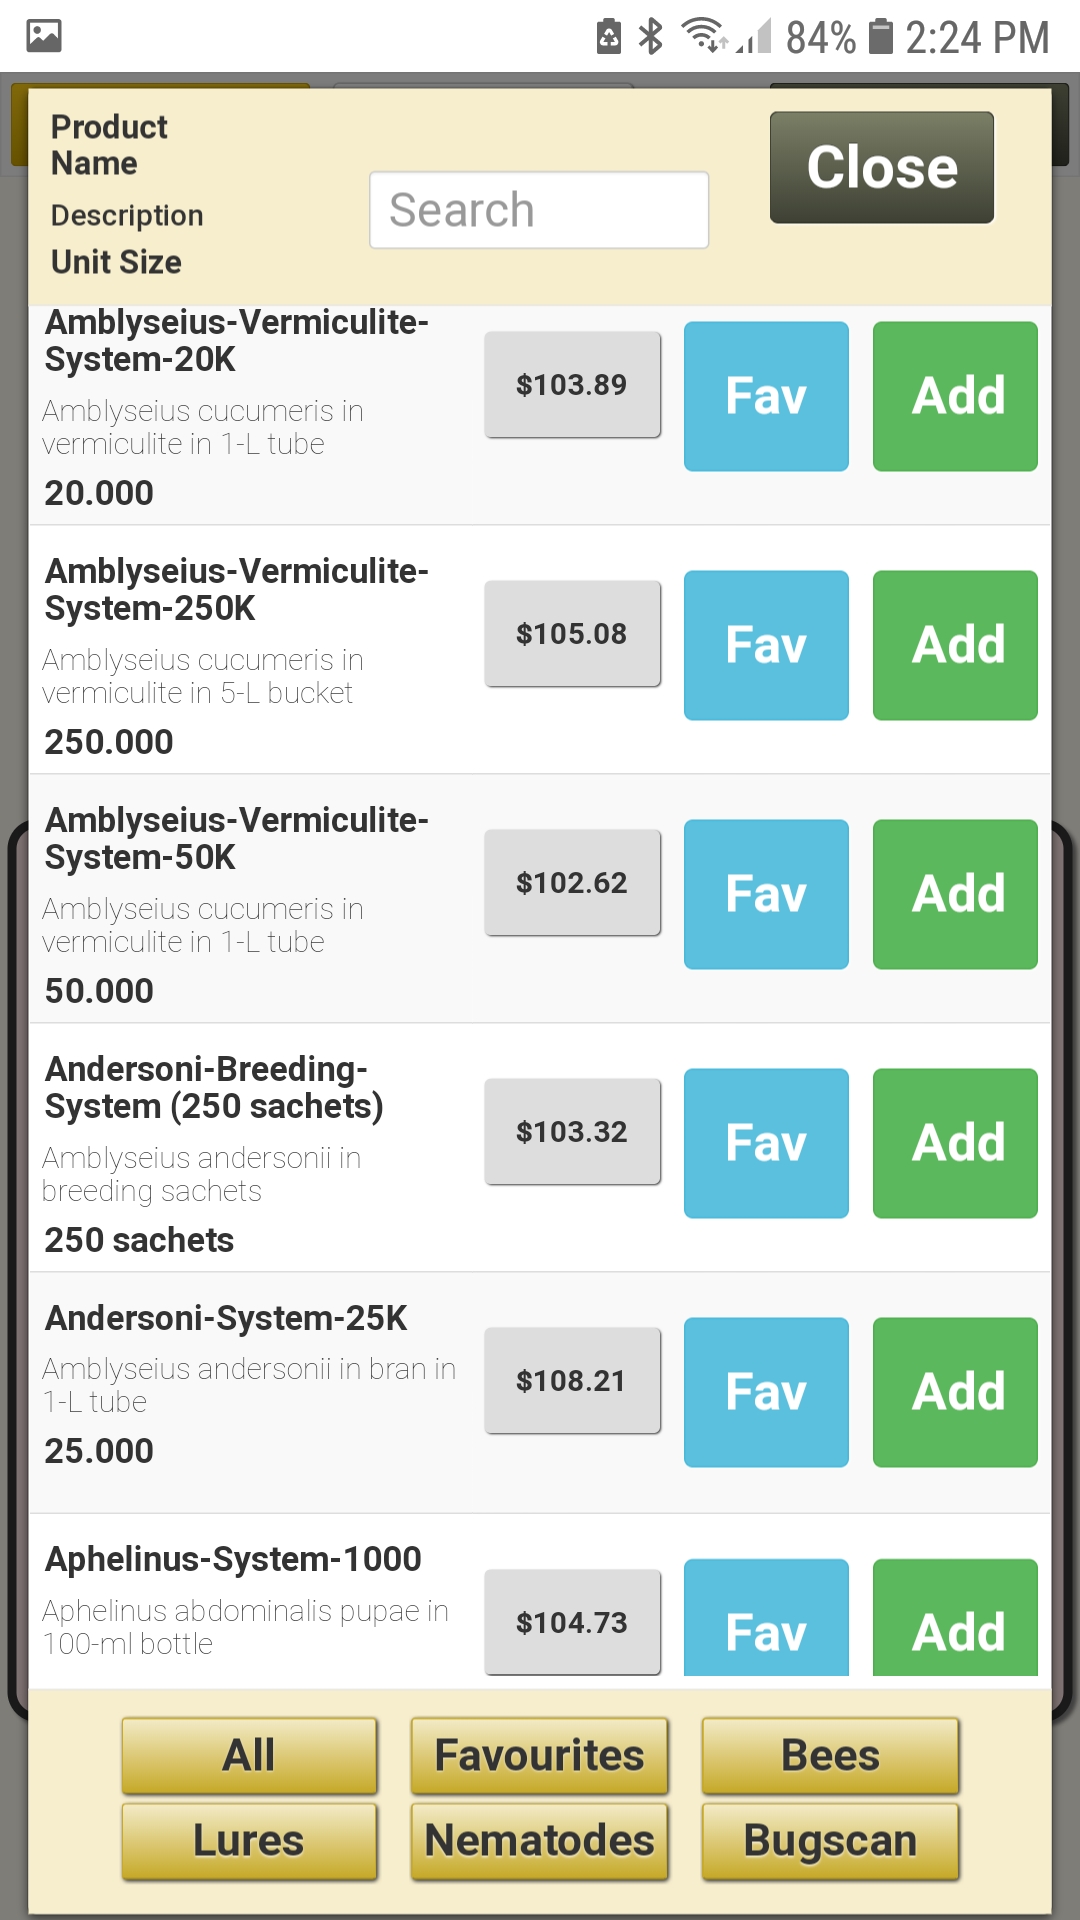 84% 2:24 PM
Product
Name
Description
Unit Size
Search
Close
Amblyseius-Vermiculite-
System-20K
Amblyseius cucumeris in
vermiculite in 1-L tube
20.000
$103.89
Fav
Add
Amblyseius-Vermiculite-
System-250K
Amblyseius cucumeris in
vermiculite in 5-L bucket
250.000
$105.08
Fav
Add
Amblyseius-Vermiculite-
System-50K
Amblyseius cucumeris in
vermiculite in 1-L tube
50.000
$102.62
Fav
Add
Andersoni-Breeding-
System (250 sachets)
Amblyseius andersonii in
breeding sachets
250 sachets
$103.32
Fav
Add
Andersoni-System-25K
Amblyseius andersonii in bran in
1-L tube
25.000
$108.21
Fav
Add
Aphelinus-System-1000
Aphelinus abdominalis pupae in
100-ml bottle
$104.73
Fav
Add
All Favourites Bees
Lures Nematodes Bugscan